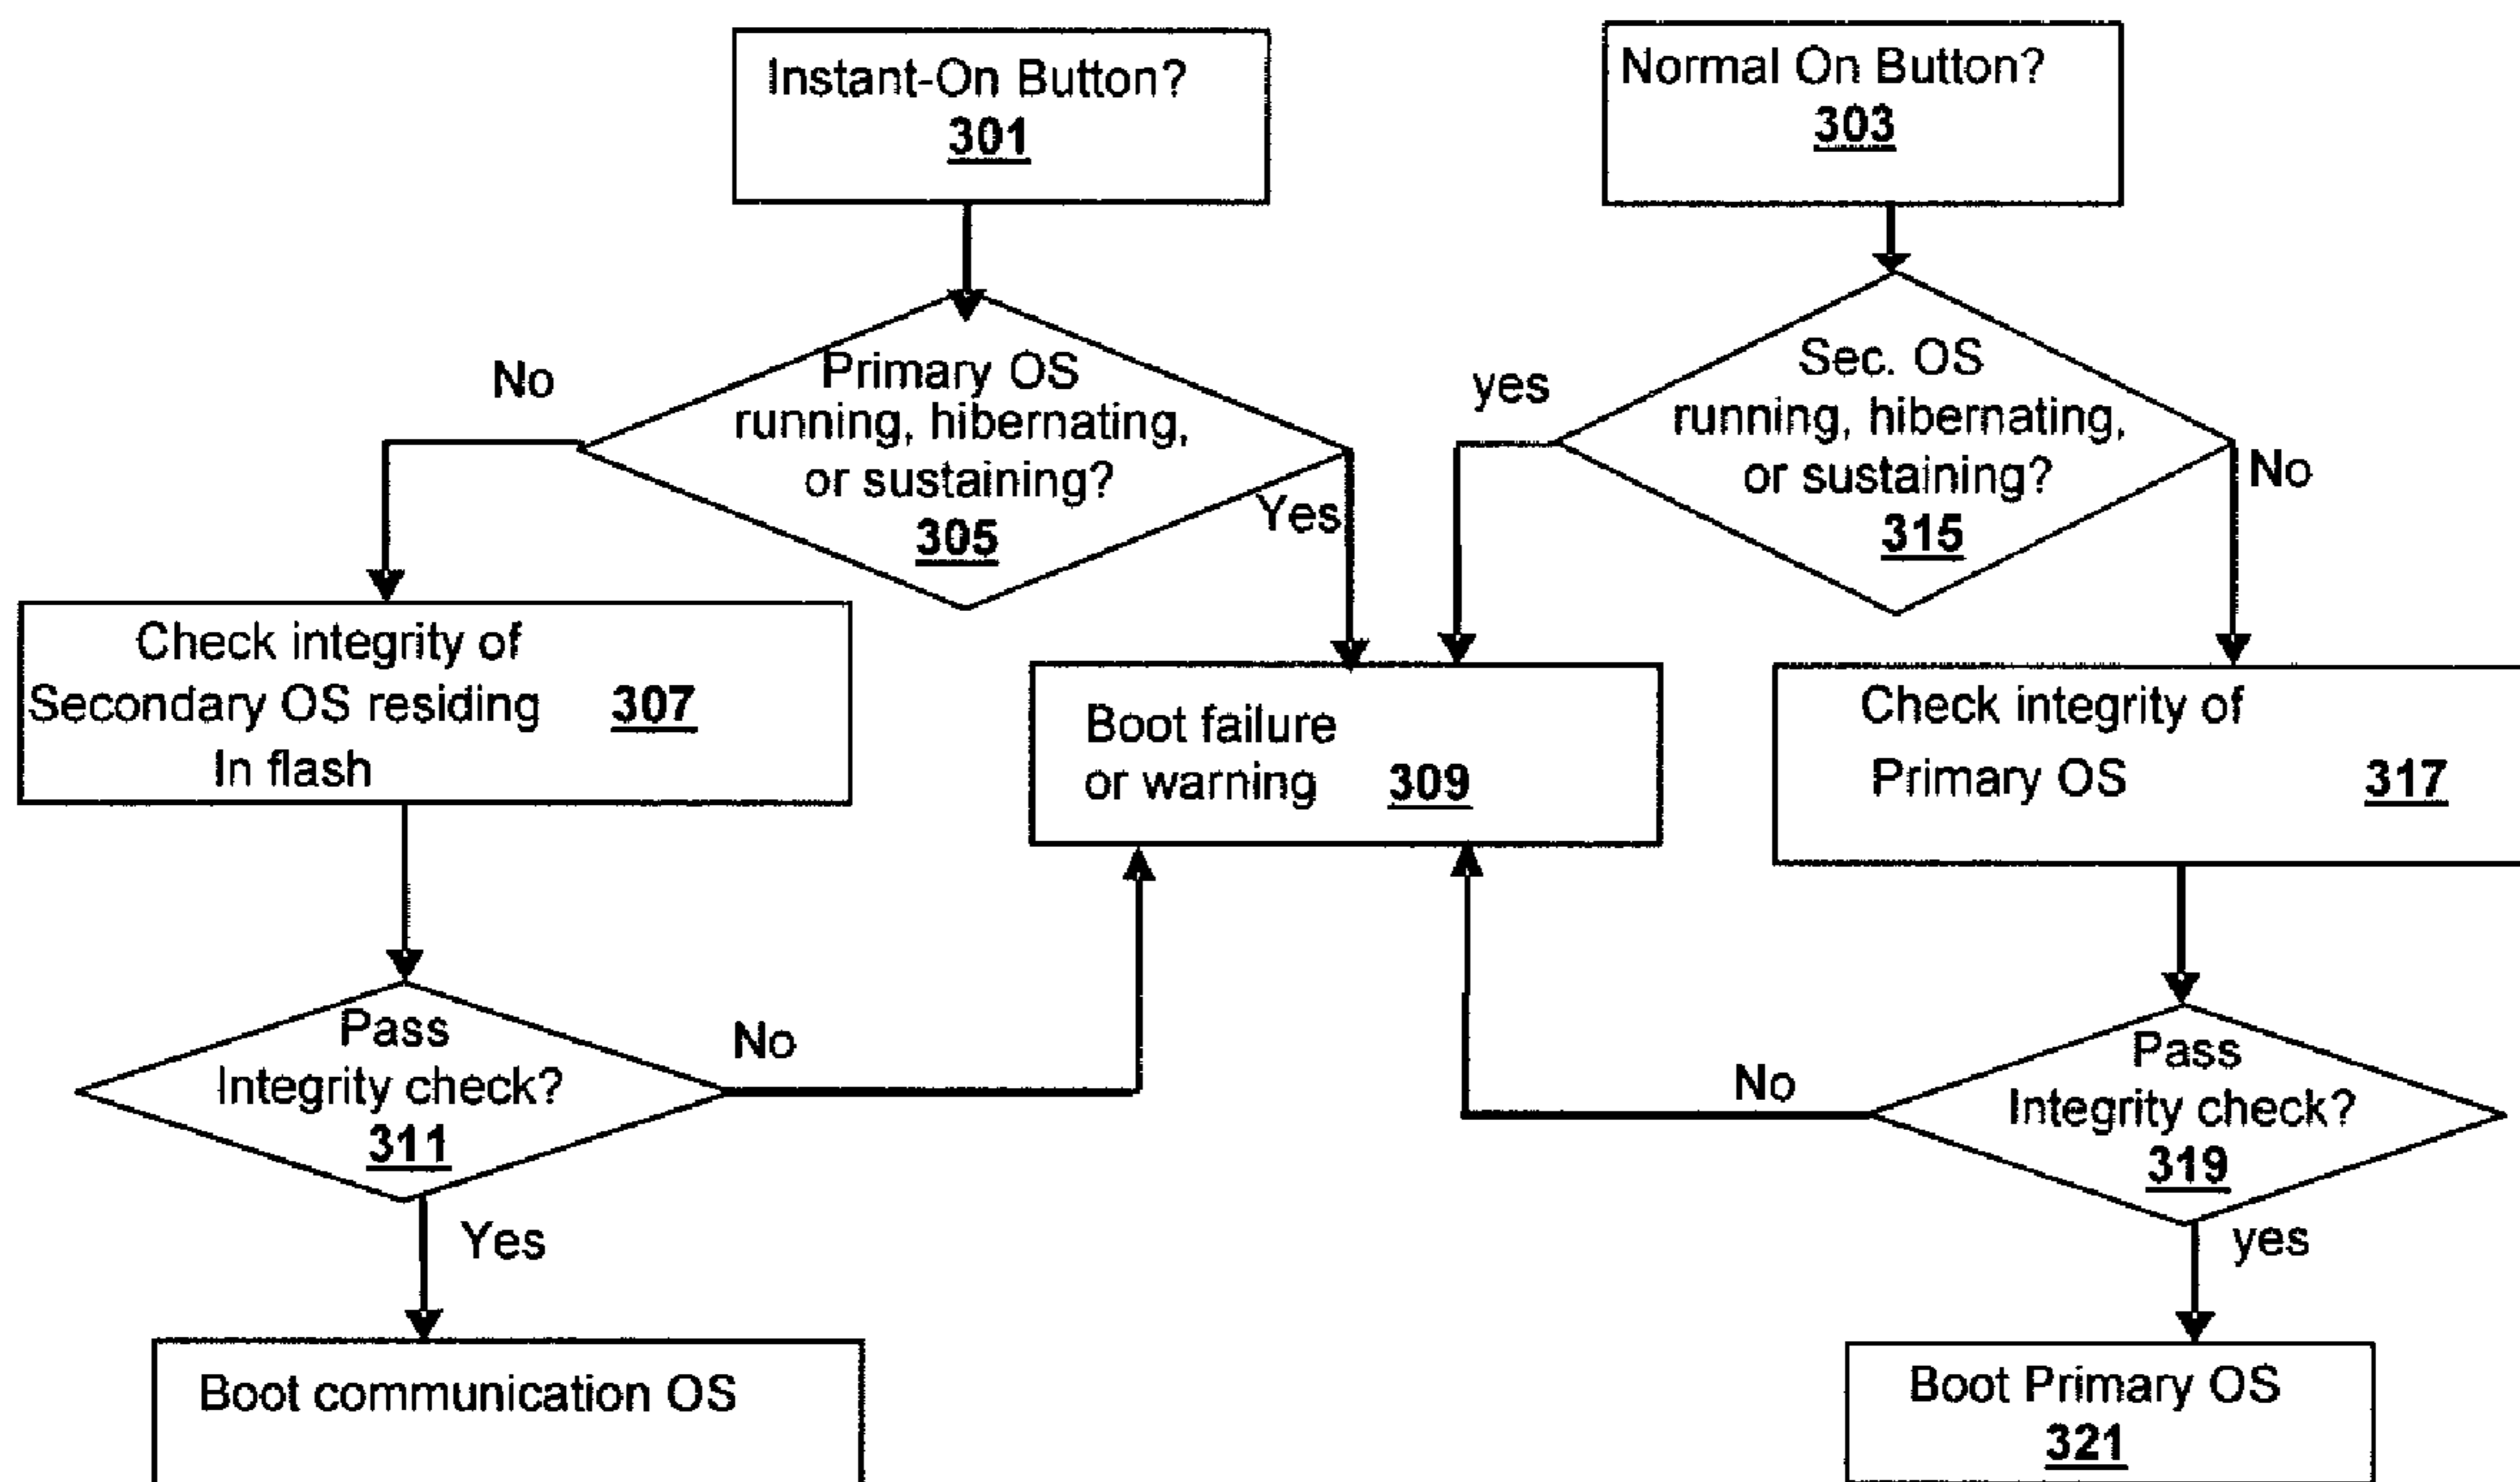 Instant-On Button?
301
Normal On Button?
303
No
Primary OS
running, hibernating,
or sustaining?
305
Yes
yes
Sec. OS
running, hibernating,
or sustaining?
315
No
Check integrity of
Secondary OS residing 307
In flash
Boot failure
or warning 309
Check integrity of
Primary OS 317
Pass
Integrity check?
311
No
Yes
No
Pass
Integrity check?
319
yes
Boot communication OS
Boot Primary OS
321